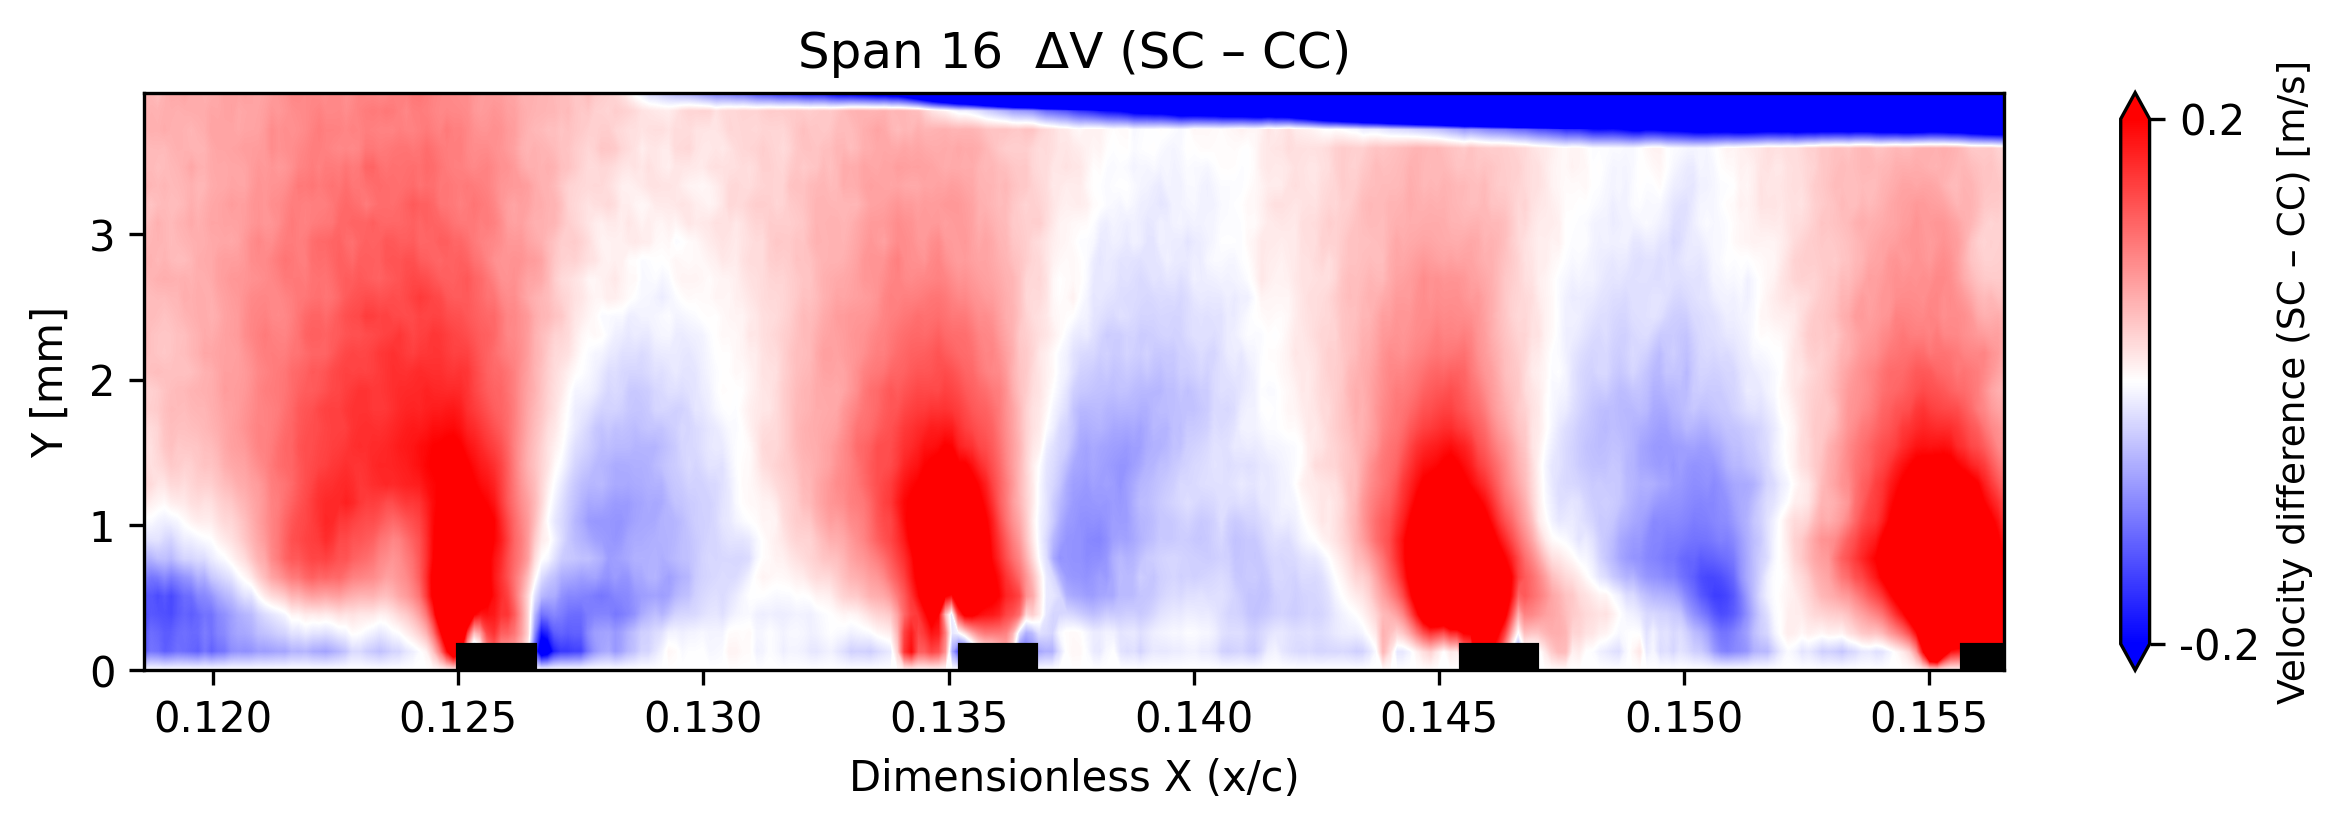 Span 16  ΔV (SC – CC)
3
2
1
0
Y [mm]
0.120 0.125 0.130 0.135 0.140 0.145 0.150 0.155
Dimensionless X (x/c)
0.2
-0.2
Velocity difference (SC – CC) [m/s]